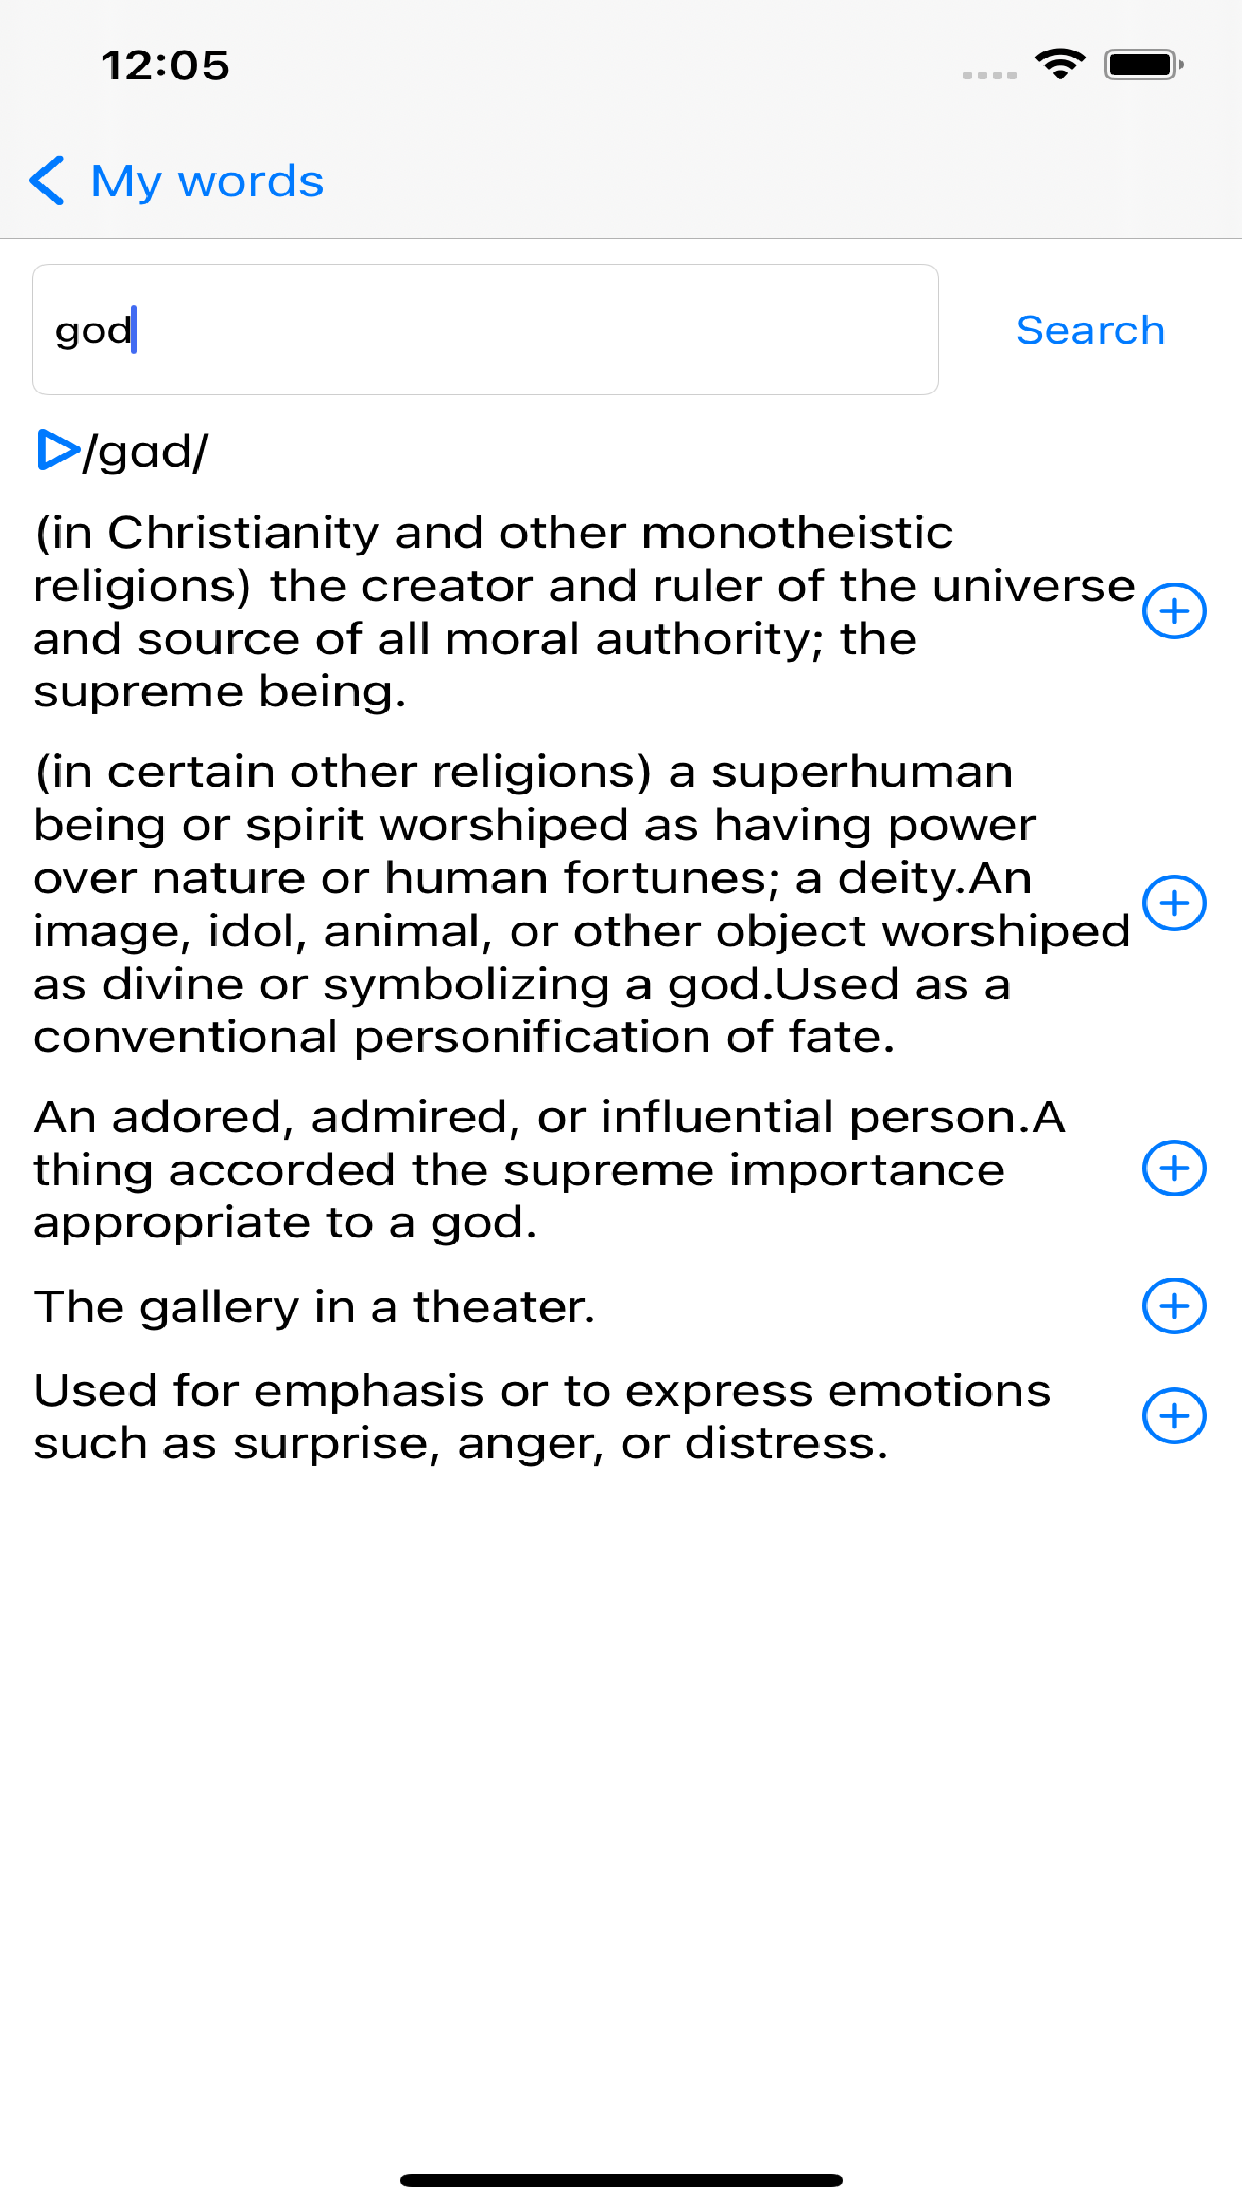 12:05
My words
god
Search
/ɡɑd/
(in Christianity and other monotheistic
religions) the creator and ruler of the universe
and source of all moral authority; the
supreme being.
(in certain other religions) a superhuman
being or spirit worshiped as having power
over nature or human fortunes; a deity.An
image, idol, animal, or other object worshiped
as divine or symbolizing a god.Used as a
conventional personification of fate.
An adored, admired, or influential person.A
thing accorded the supreme importance
appropriate to a god.
The gallery in a theater.
Used for emphasis or to express emotions
such as surprise, anger, or distress.